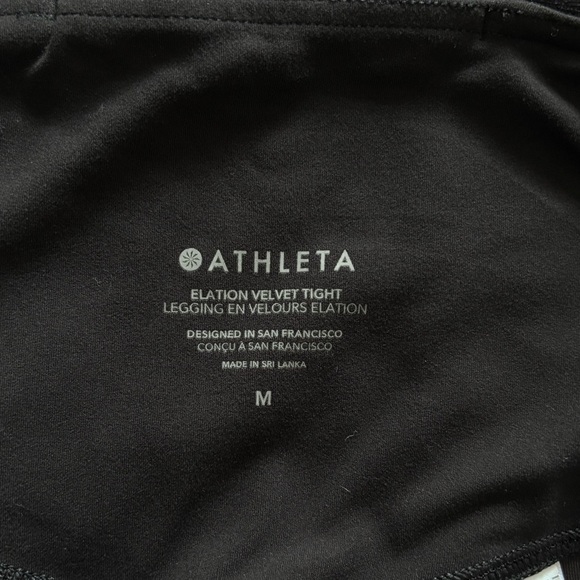 ATHLETA
ELATION VELVET TIGHT
LEGGING EN VELOURS ELATION
DESIGNED IN SAN FRANCISCO
CONÇU À SAN FRANCISCO
MADE IN SRI LANKA
M